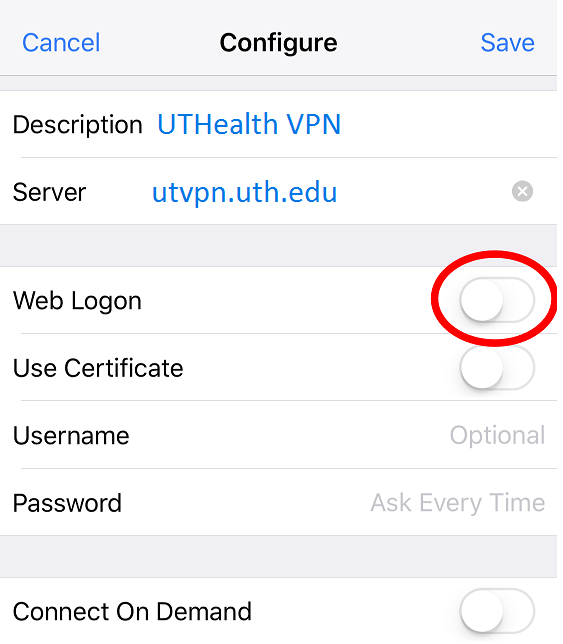 Cancel Configure Save
Description UTHealth VPN
Server utvpn.uth.edu
Web Logon
Use Certificate
Username Optional
Password Ask Every Time
Connect On Demand